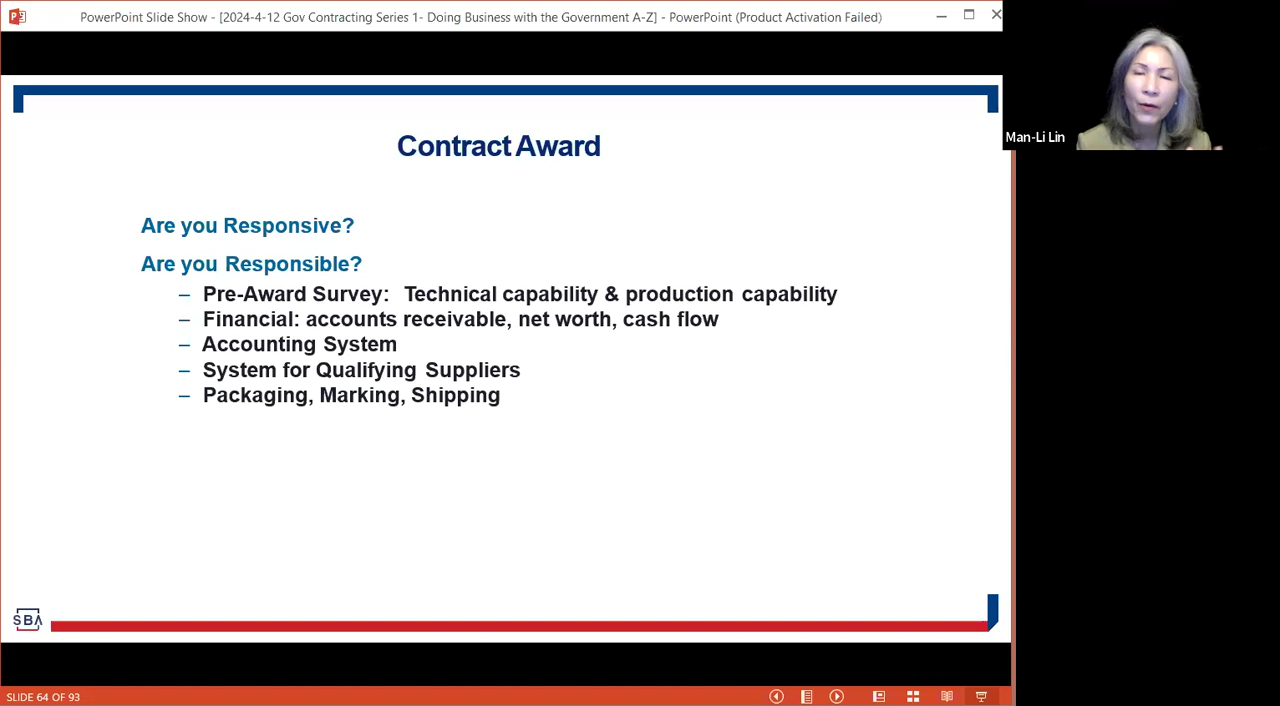 PowerPoint Slide Show - [2024-4-12 Gov Contracting Series 1- Doing Business with the Government A-Z] - PowerPoint (Product Activation Failed)
Man-Li Lin
Contract Award
Are you Responsive?
Are you Responsible?
– Pre-Award Survey: Technical capability & production capability
– Financial: accounts receivable, net worth, cash flow
– Accounting System
– System for Qualifying Suppliers
– Packaging, Marking, Shipping
SBA
SLIDE 64 OF 93